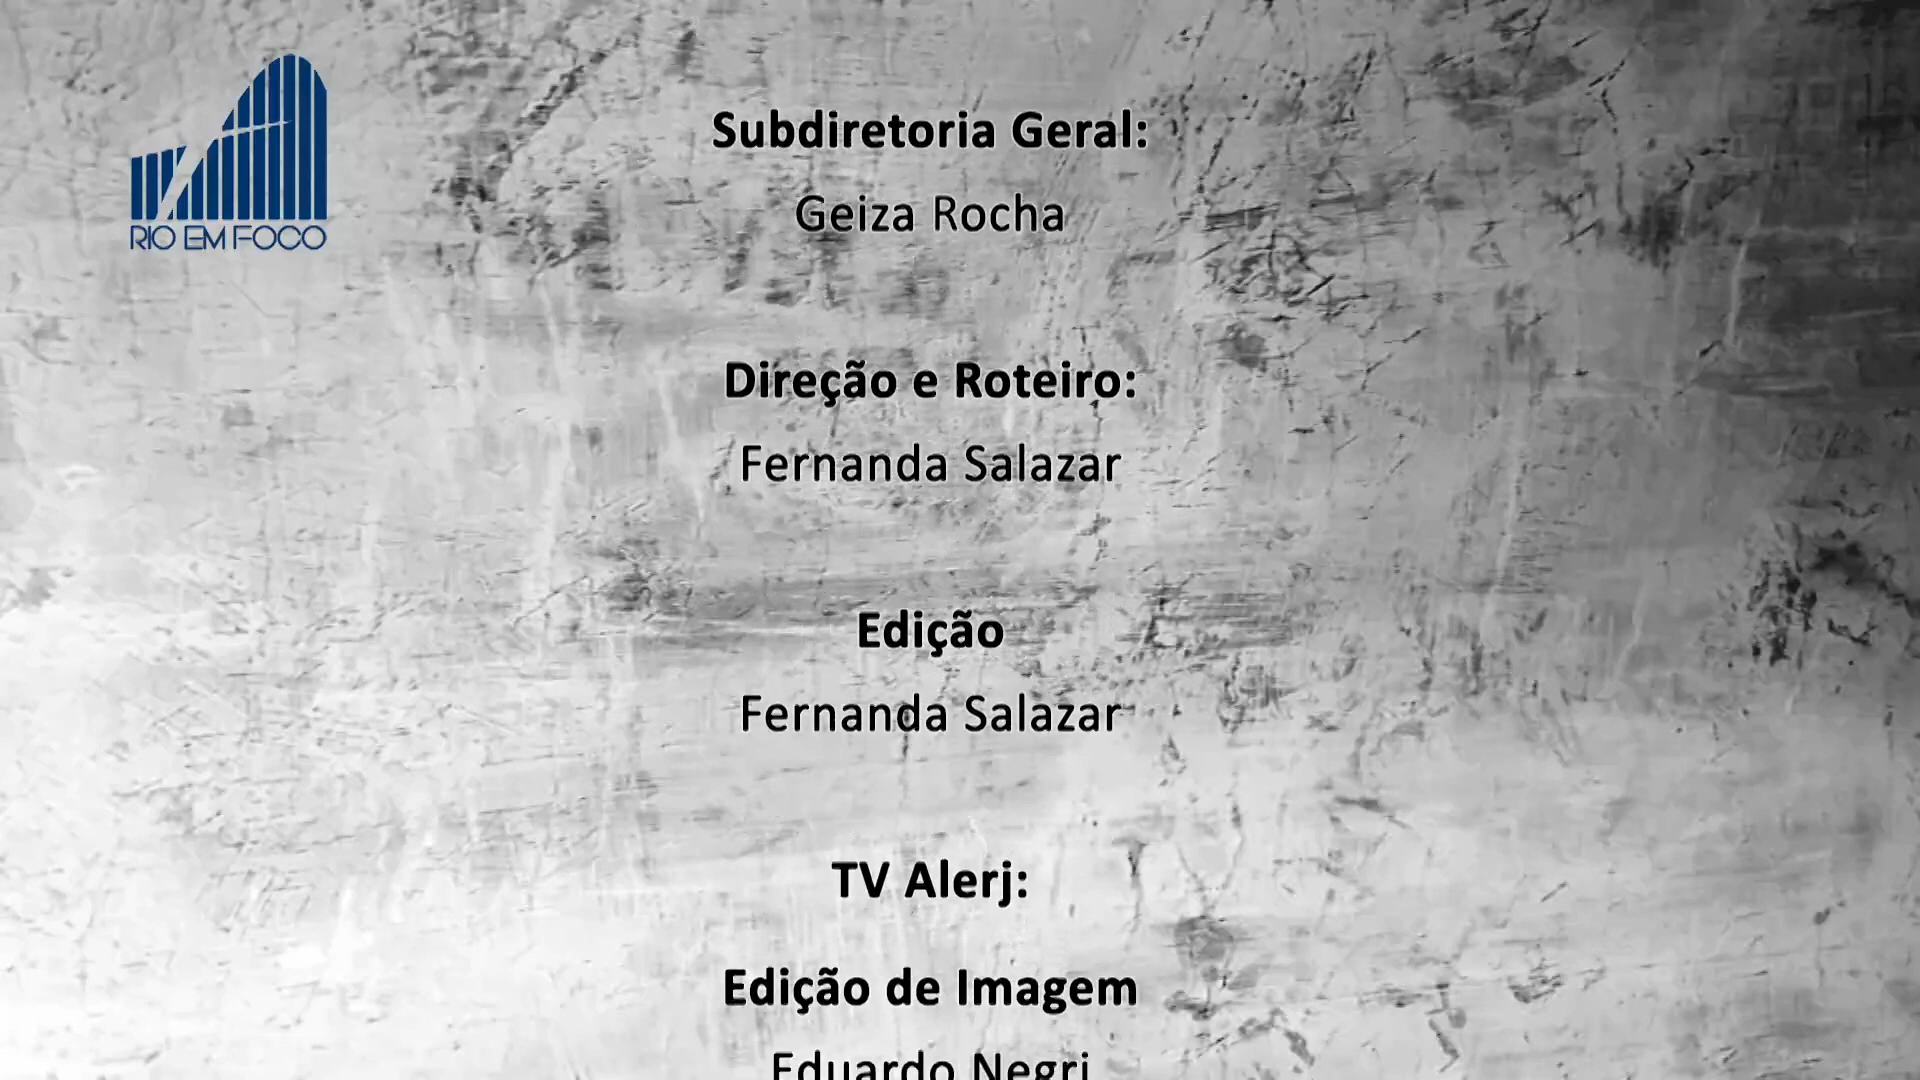 RIO EM FOCO
Subdiretoria Geral:
Geiza Rocha
Direção e Roteiro:
Fernanda Salazar
Edição
Fernanda Salazar
TV Alerj:
Edição de Imagem
Eduardo Negri